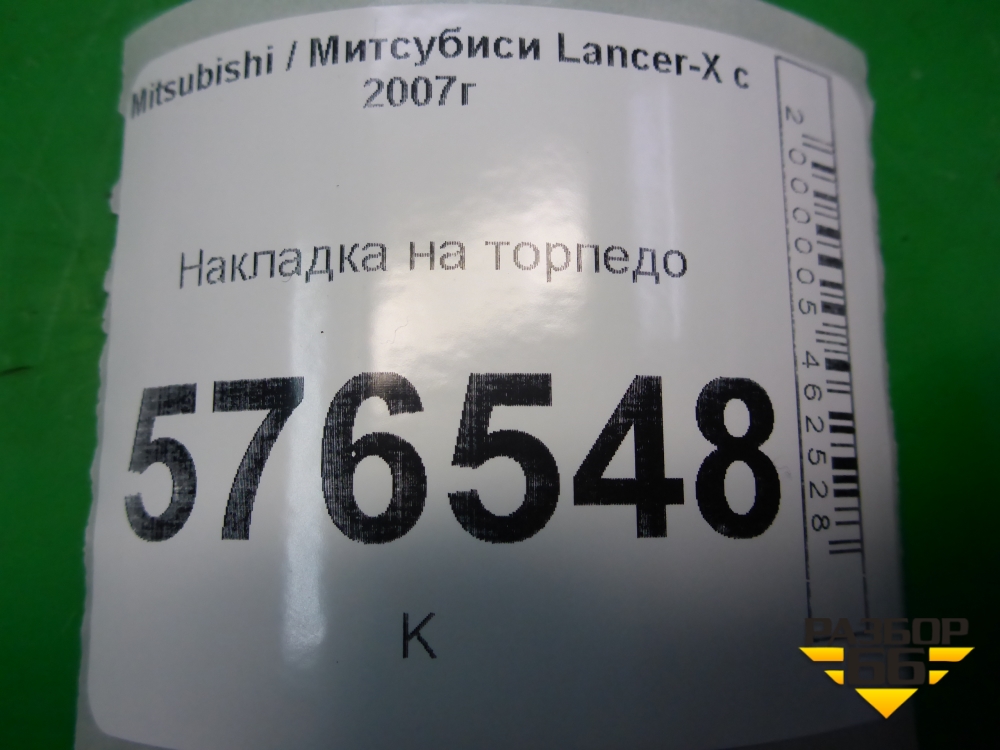 Mitsubishi / Митсубиси Lancer-X с
2007г
Накладка на торпедо
576548
К
2000005462528
РАЗБОР
66